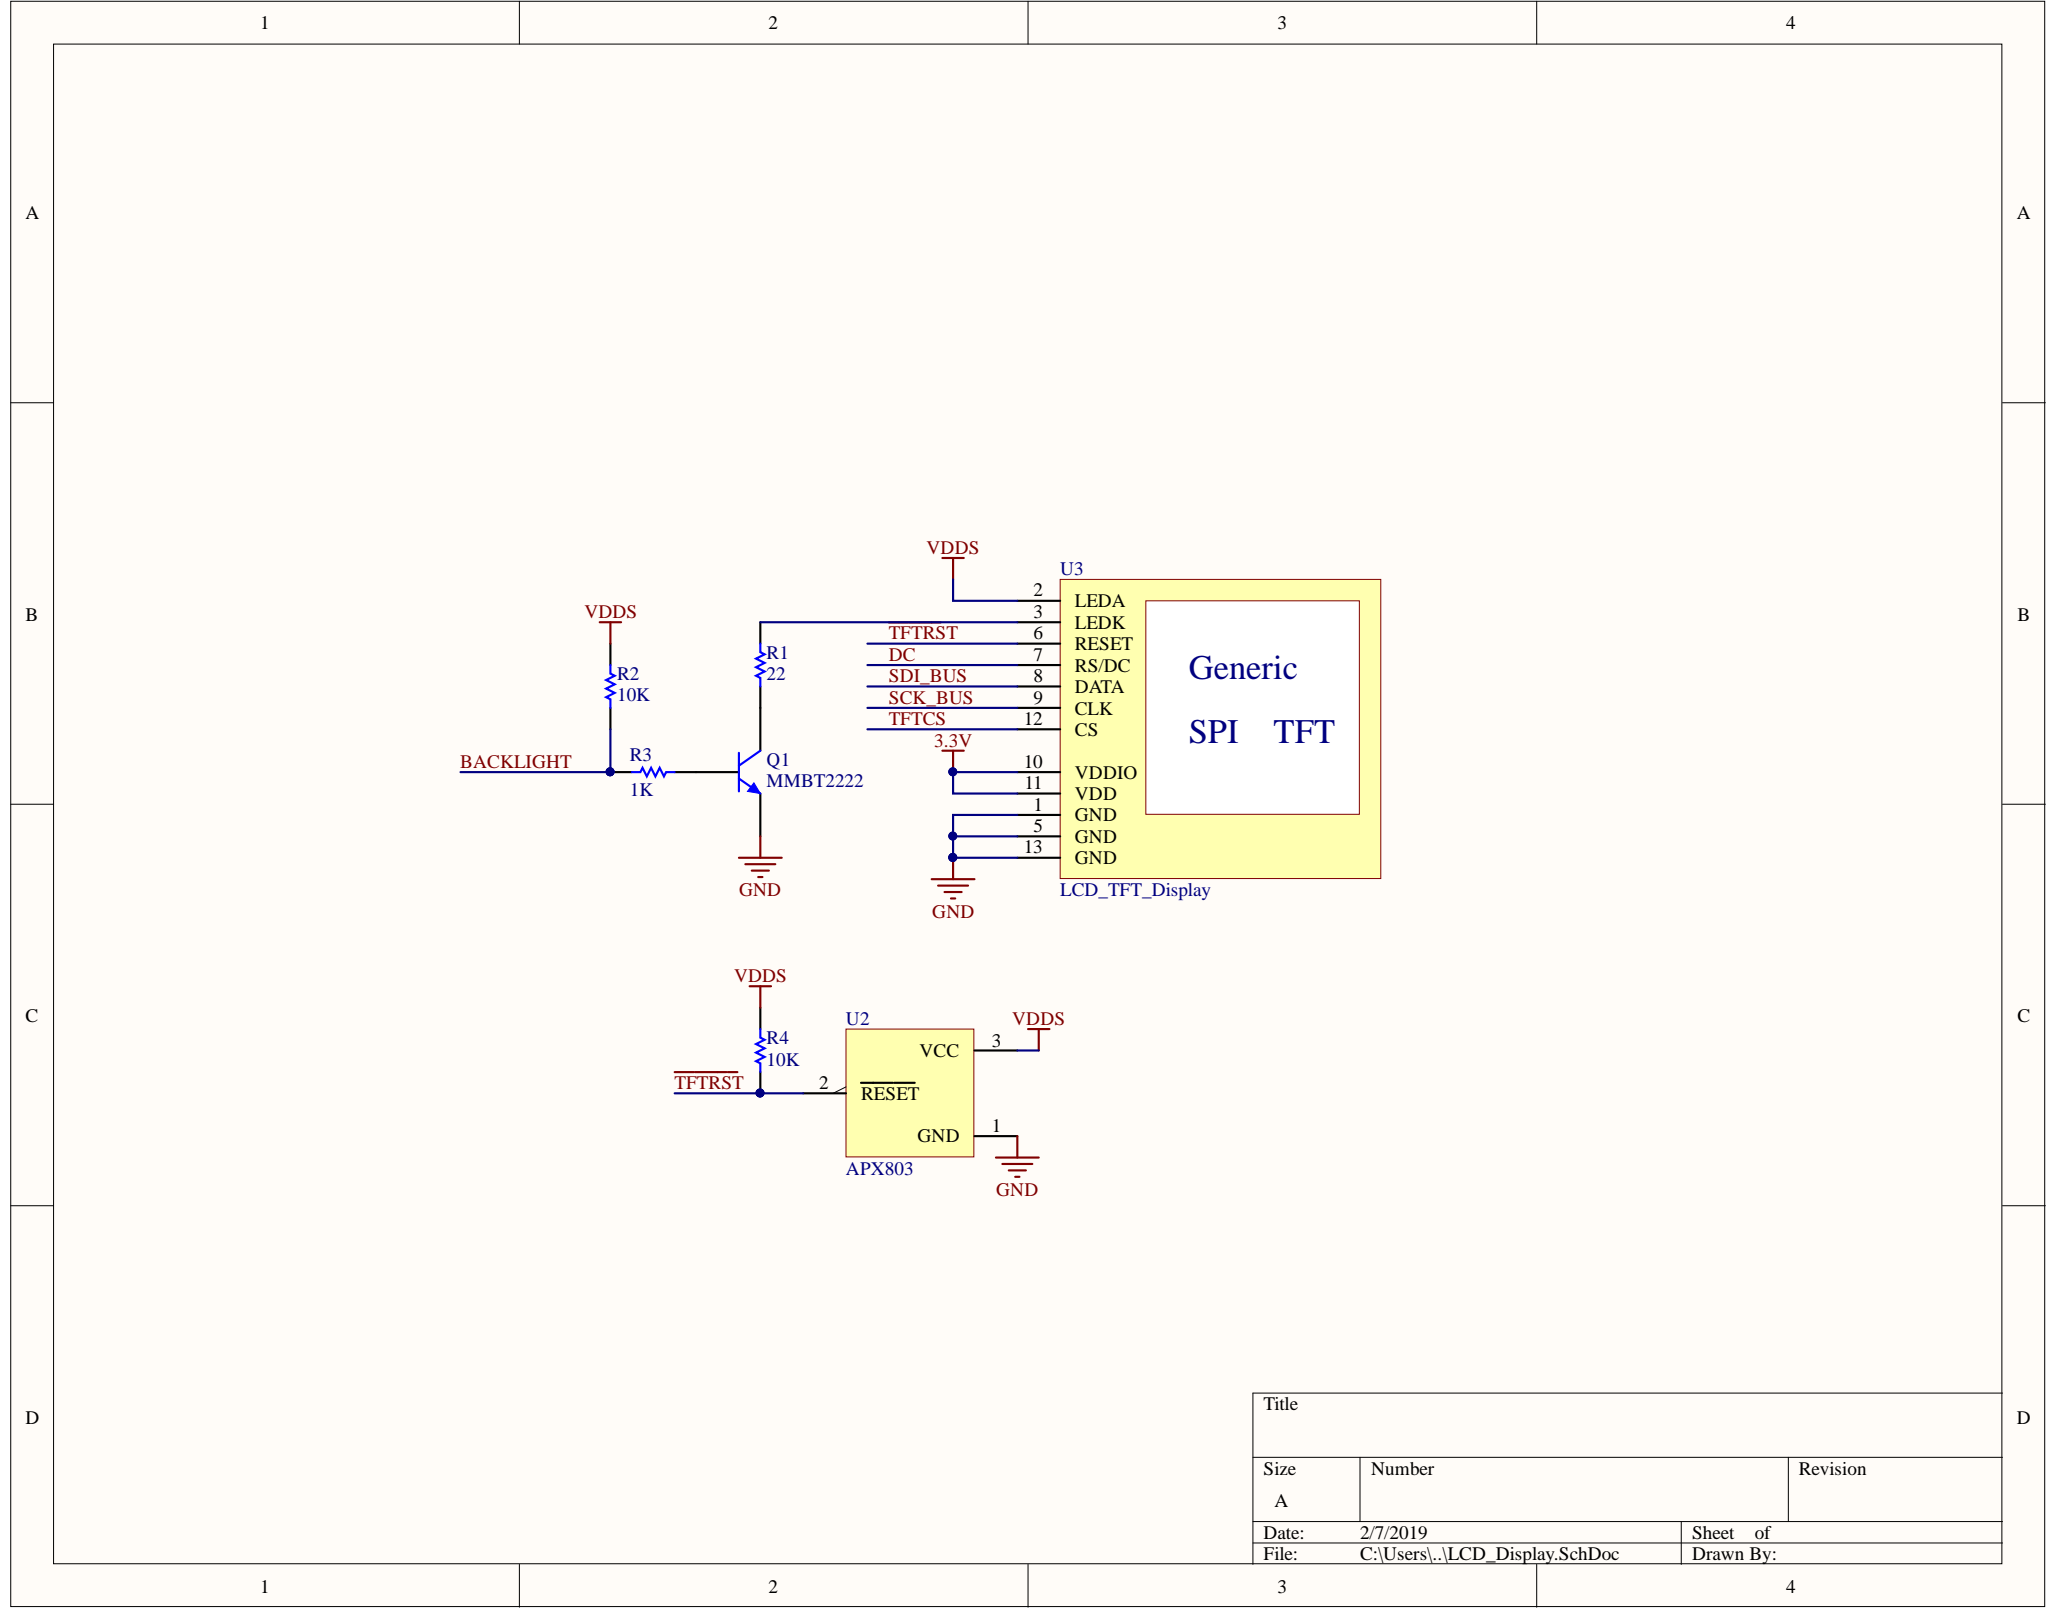 1 2 3 4
A A
VDDS
U3
2 LEDA
VDDS
3 LEDK
B B
TFTRST 6 RESET
R1
22
DC 7 RS/DC
Generic
R2
10K
SDI_BUS 8 DATA
SCK_BUS 9 CLK
TFTCS 12 CS
SPI TFT
3.3V
BACKLIGHT
R3
1K
Q1
MMBT2222
10 VDDIO
11 VDD
1 GND
5 GND
13 GND
GND
GND
LCD_TFT_Display
VDDS
C C
U2
VDDS
R4
10K
VCC 3
TFTRST
2 RESET
GND 1
APX803
GND
D D
Title
Size Number Revision
A
Date: 2/7/2019 Sheet of
File: C:\Users\..\LCD_Display.SchDoc Drawn By:
1 2 3 4